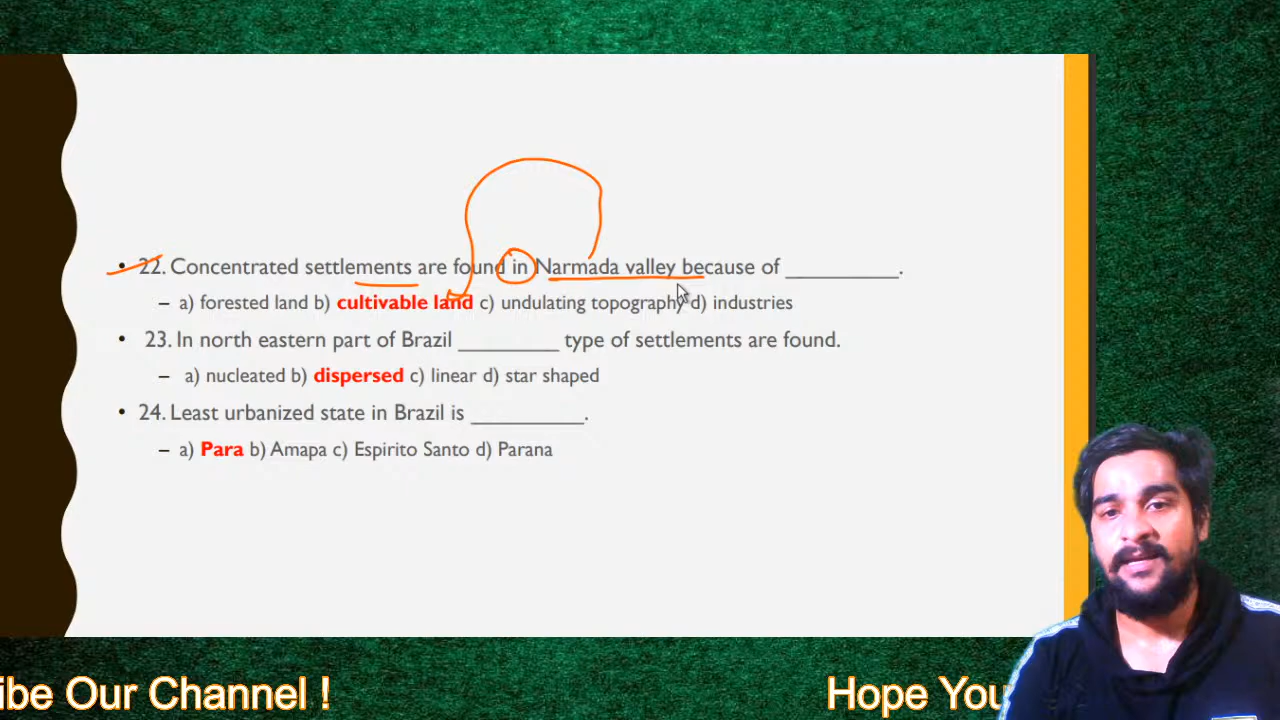 • 22. Concentrated settlements are found in Narmada valley because of __________.
– a) forested land b) cultivable land c) undulating topography d) industries
• 23. In north eastern part of Brazil _________ type of settlements are found.
– a) nucleated b) dispersed c) linear d) star shaped
• 24. Least urbanized state in Brazil is __________.
– a) Para b) Amapa c) Espirito Santo d) Parana
ibe Our Channel !
Hope You